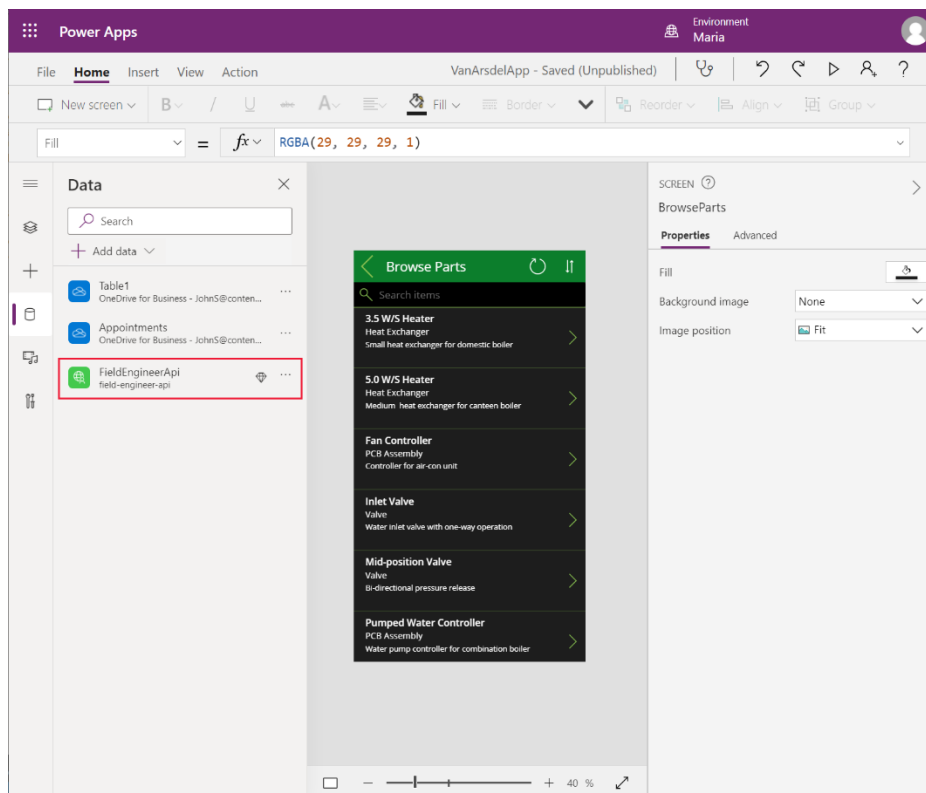 Power Apps
Environment
Maria
File Home Insert View Action
VanArsdelApp - Saved (Unpublished)
New screen
B
/
U
abc
A
Fill
Border
Reorder
Align
Group
Fill
=
fx
RGBA(29, 29, 29, 1)
Data
Search
Add data
Table1
OneDrive for Business - JohnS@conten...
Appointments
OneDrive for Business - JohnS@conten...
FieldEngineerApi
field-engineer-api
Browse Parts
Search items
3.5 W/S Heater
Heat Exchanger
Small heat exchanger for domestic boiler
5.0 W/S Heater
Heat Exchanger
Medium heat exchanger for canteen boiler
Fan Controller
PCB Assembly
Controller for air-con unit
Inlet Valve
Valve
Water inlet valve with one-way operation
Mid-position Valve
Valve
Bi-directional pressure release
Pumped Water Controller
PCB Assembly
Water pump controller for combination boiler
40 %
SCREEN
BrowseParts
Properties Advanced
Fill
Background image
None
Image position
Fit